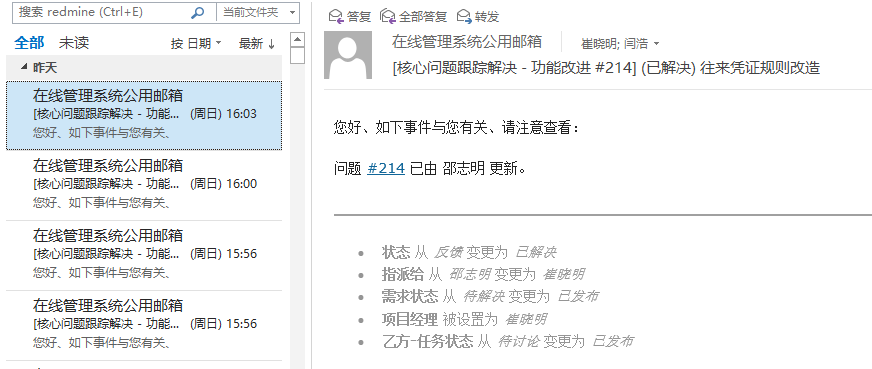 搜索 redmine (Ctrl+E)
当前文件夹
全部 未读
按 日期 最新 ↓
昨天
在线管理系统公用邮箱
[核心问题跟踪解决 - 功能... (周日) 16:03
您好、如下事件与您有关、
在线管理系统公用邮箱
[核心问题跟踪解决 - 功能... (周日) 16:00
您好、如下事件与您有关、
在线管理系统公用邮箱
[核心问题跟踪解决 - 功能... (周日) 15:56
您好、如下事件与您有关、
在线管理系统公用邮箱
[核心问题跟踪解决 - 功能... (周日) 15:56
您好、如下事件与您有关、
答复 全部答复 转发
在线管理系统公用邮箱
崔晓明; 闫浩
[核心问题跟踪解决 - 功能改进 #214] (已解决) 往来凭证规则改造
您好、如下事件与您有关、请注意查看：
问题 #214 已由 邵志明 更新。
状态 从 反馈 变更为 已解决
指派给 从 邵志明 变更为 崔晓明
需求状态 从 待解决 变更为 已发布
项目经理 被设置为 崔晓明
乙方-任务状态 从 待讨论 变更为 已发布